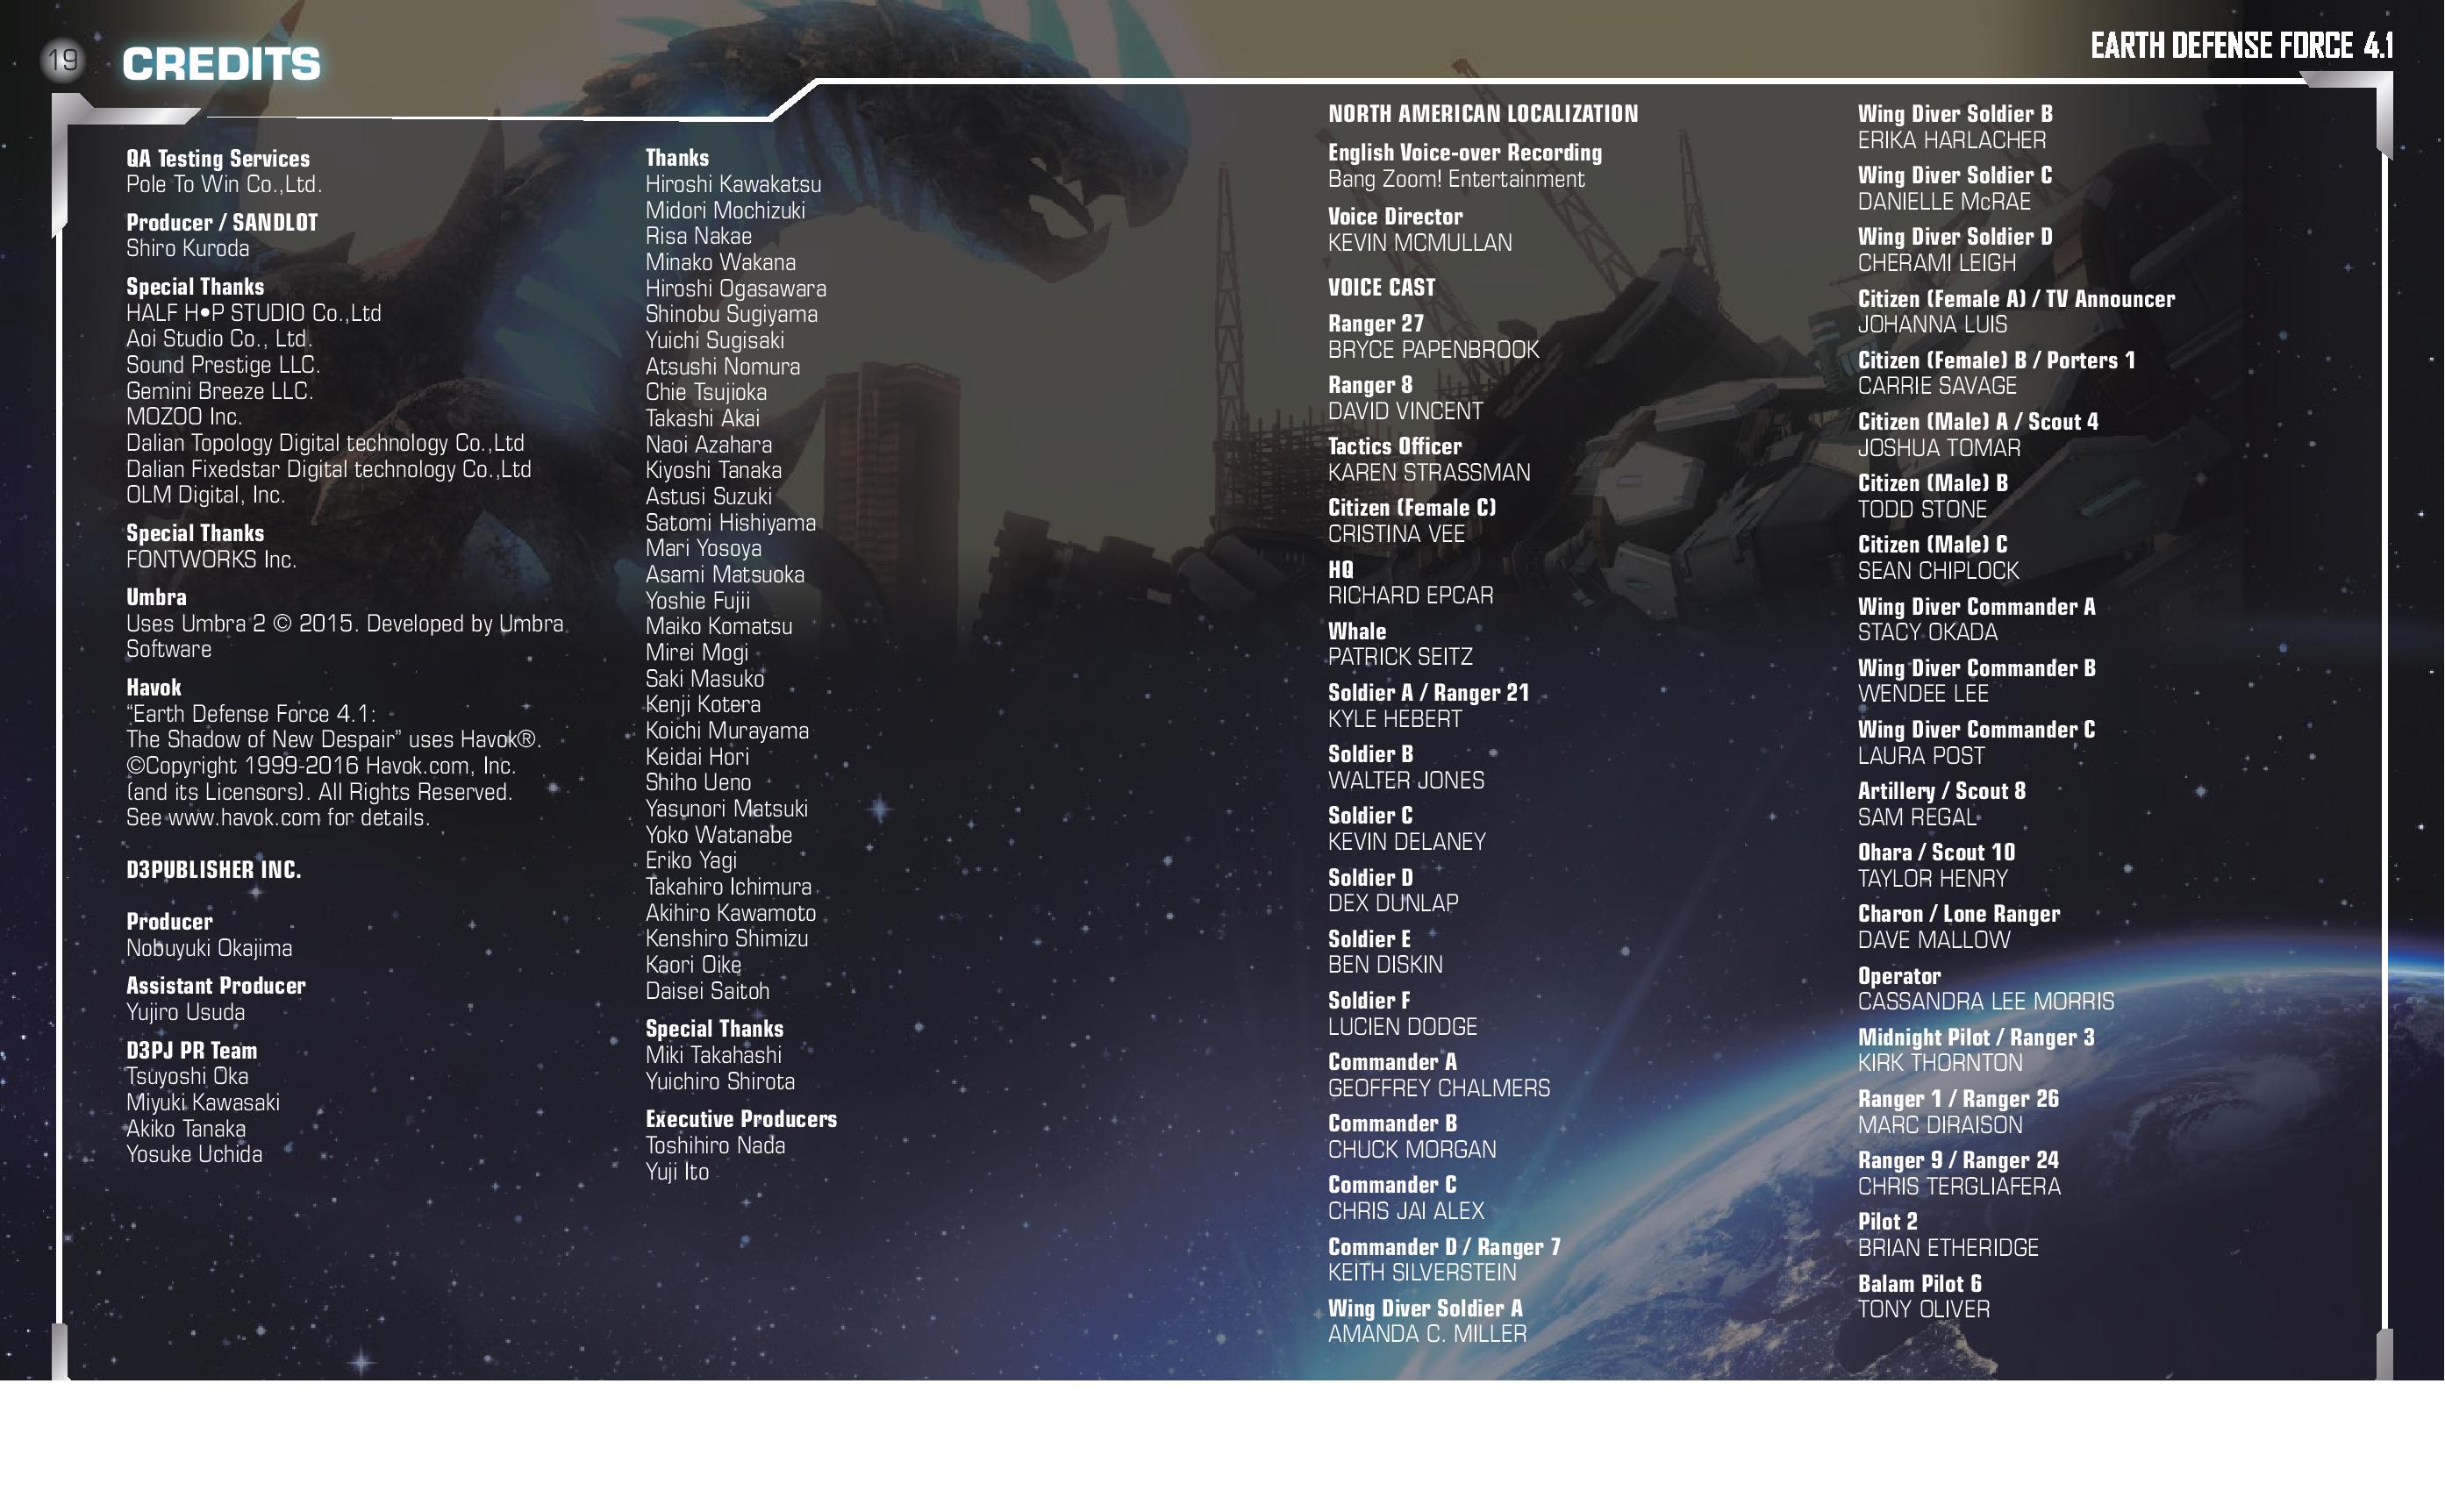 19
CREDITS
EARTH DEFENSE FORCE 4.1
QA Testing Services
Pole To Win Co.,Ltd.
Producer / SANDLOT
Shiro Kuroda
Special Thanks
HALF H•P STUDIO Co.,Ltd
Aoi Studio Co., Ltd.
Sound Prestige LLC.
Gemini Breeze LLC.
MOZOO Inc.
Dalian Topology Digital technology Co.,Ltd
Dalian Fixedstar Digital technology Co.,Ltd
OLM Digital, Inc.
Special Thanks
FONTWORKS Inc.
Umbra
Uses Umbra 2 © 2015. Developed by Umbra
Software
Havok
“Earth Defense Force 4.1:
The Shadow of New Despair” uses Havok®.
©Copyright 1999-2016 Havok.com, Inc.
(and its Licensors). All Rights Reserved.
See www.havok.com for details.
D3PUBLISHER INC.
Producer
Nobuyuki Okajima
Assistant Producer
Yujiro Usuda
D3PJ PR Team
Tsuyoshi Oka
Miyuki Kawasaki
Akiko Tanaka
Yosuke Uchida
Thanks
Hiroshi Kawakatsu
Midori Mochizuki
Risa Nakae
Minako Wakana
Hiroshi Ogasawara
Shinobu Sugiyama
Yuichi Sugisaki
Atsushi Nomura
Chie Tsujioka
Takashi Akai
Naoi Azahara
Kiyoshi Tanaka
Astusi Suzuki
Satomi Hishiyama
Mari Yosoya
Asami Matsuoka
Yoshie Fujii
Maiko Komatsu
Mirei Mogi
Saki Masuko
Kenji Kotera
Koichi Murayama
Keidai Hori
Shiho Ueno
Yasunori Matsuki
Yoko Watanabe
Eriko Yagi
Takahiro Ichimura
Akihiro Kawamoto
Kenshiro Shimizu
Kaori Oike
Daisei Saitoh
Special Thanks
Miki Takahashi
Yuichiro Shirota
Executive Producers
Toshihiro Nada
Yuji Ito
NORTH AMERICAN LOCALIZATION
English Voice-over Recording
Bang Zoom! Entertainment
Voice Director
KEVIN MCMULLAN
VOICE CAST
Ranger 27
BRYCE PAPENBROOK
Ranger 8
DAVID VINCENT
Tactics Officer
KAREN STRASSMAN
Citizen (Female C)
CRISTINA VEE
HQ
RICHARD EPCAR
Whale
PATRICK SEITZ
Soldier A / Ranger 21
KYLE HEBERT
Soldier B
WALTER JONES
Soldier C
KEVIN DELANEY
Soldier D
DEX DUNLAP
Soldier E
BEN DISKIN
Soldier F
LUCIEN DODGE
Commander A
GEOFFREY CHALMERS
Commander B
CHUCK MORGAN
Commander C
CHRIS JAI ALEX
Commander D / Ranger 7
KEITH SILVERSTEIN
Wing Diver Soldier A
AMANDA C. MILLER
Wing Diver Soldier B
ERIKA HARLACHER
Wing Diver Soldier C
DANIELLE McRAE
Wing Diver Soldier D
CHERAMI LEIGH
Citizen (Female A) / TV Announcer
JOHANNA LUIS
Citizen (Female) B / Porters 1
CARRIE SAVAGE
Citizen (Male) A / Scout 4
JOSHUA TOMAR
Citizen (Male) B
TODD STONE
Citizen (Male) C
SEAN CHIPLOCK
Wing Diver Commander A
STACY OKADA
Wing Diver Commander B
WENDEE LEE
Wing Diver Commander C
LAURA POST
Artillery / Scout 8
SAM REGAL
Ohara / Scout 10
TAYLOR HENRY
Charon / Lone Ranger
DAVE MALLOW
Operator
CASSANDRA LEE MORRIS
Midnight Pilot / Ranger 3
KIRK THORNTON
Ranger 1 / Ranger 26
MARC DIRAISON
Ranger 9 / Ranger 24
CHRIS TERGLIAFERA
Pilot 2
BRIAN ETHERIDGE
Balam Pilot 6
TONY OLIVER